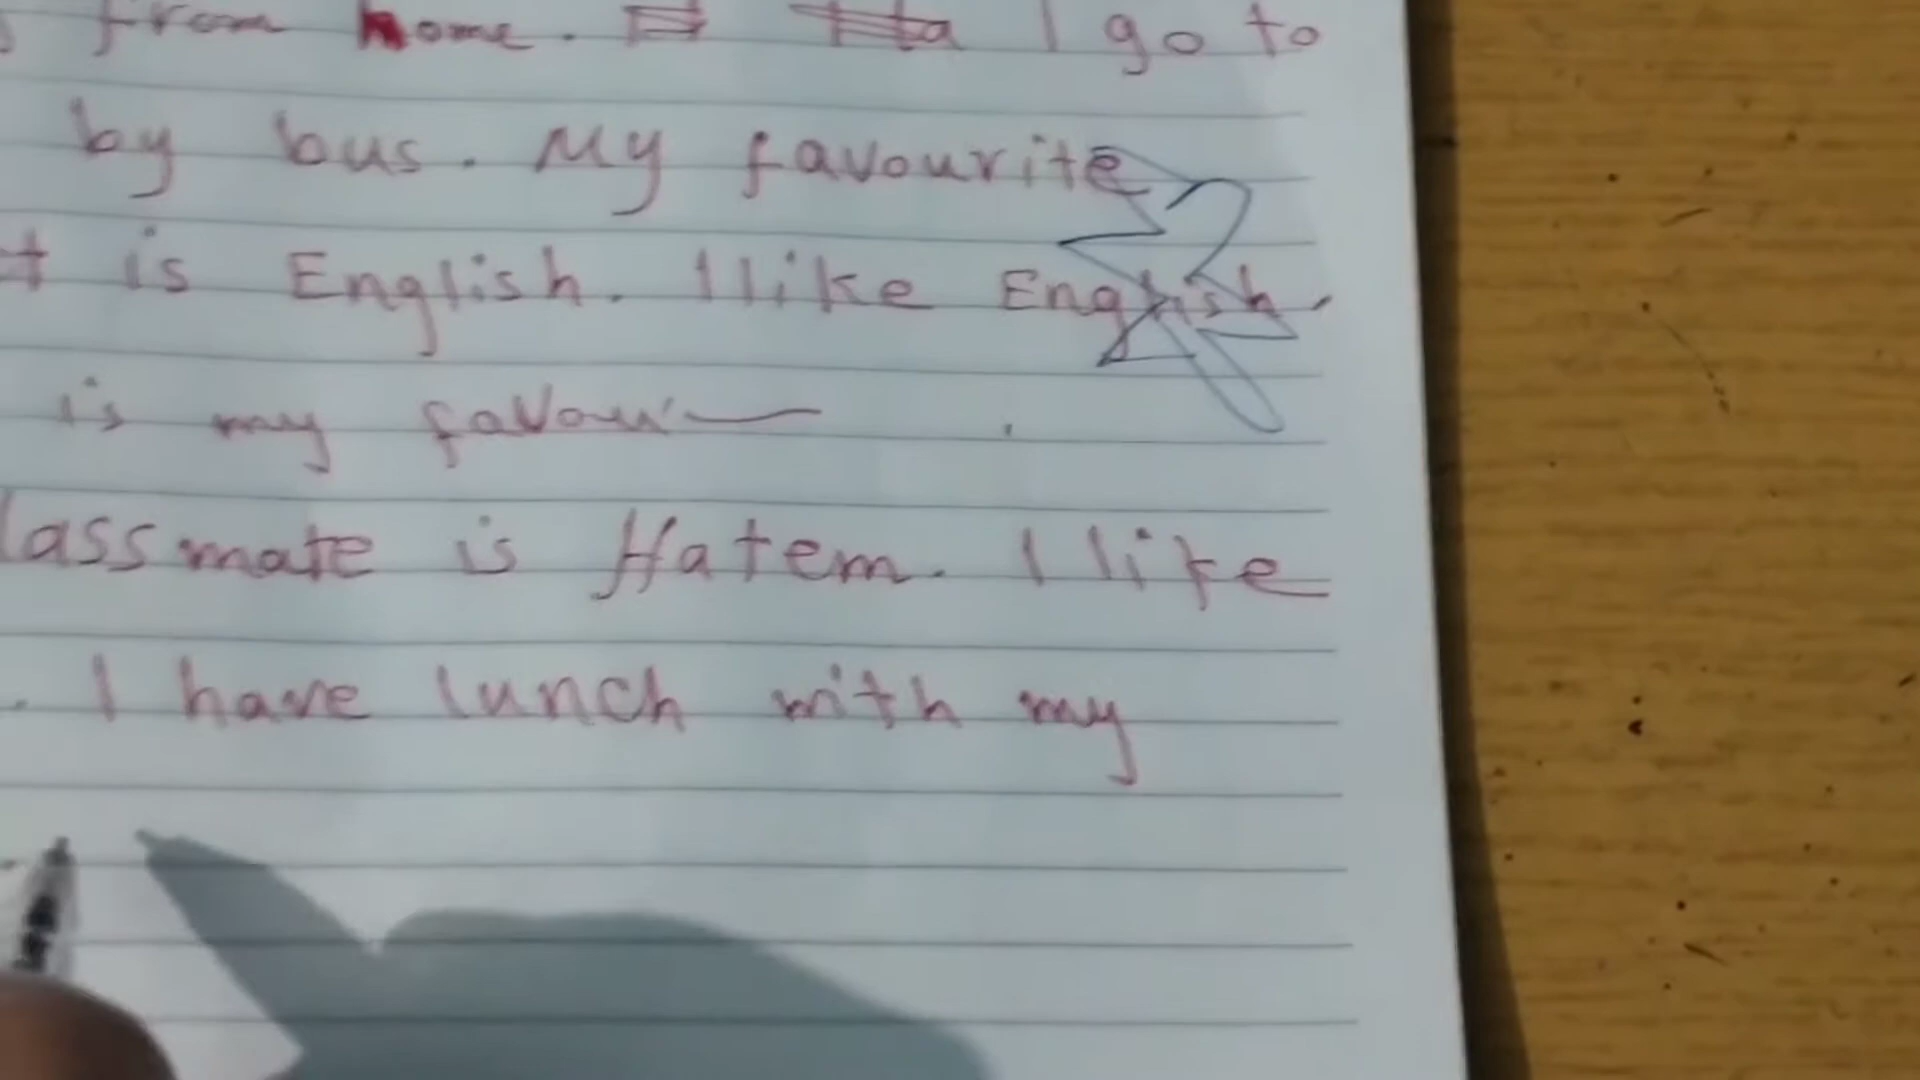 from home. I go to
by bus. My favourite
is English. I like English.
is my favou
lassmate is Hatem. I like
. I have lunch with my